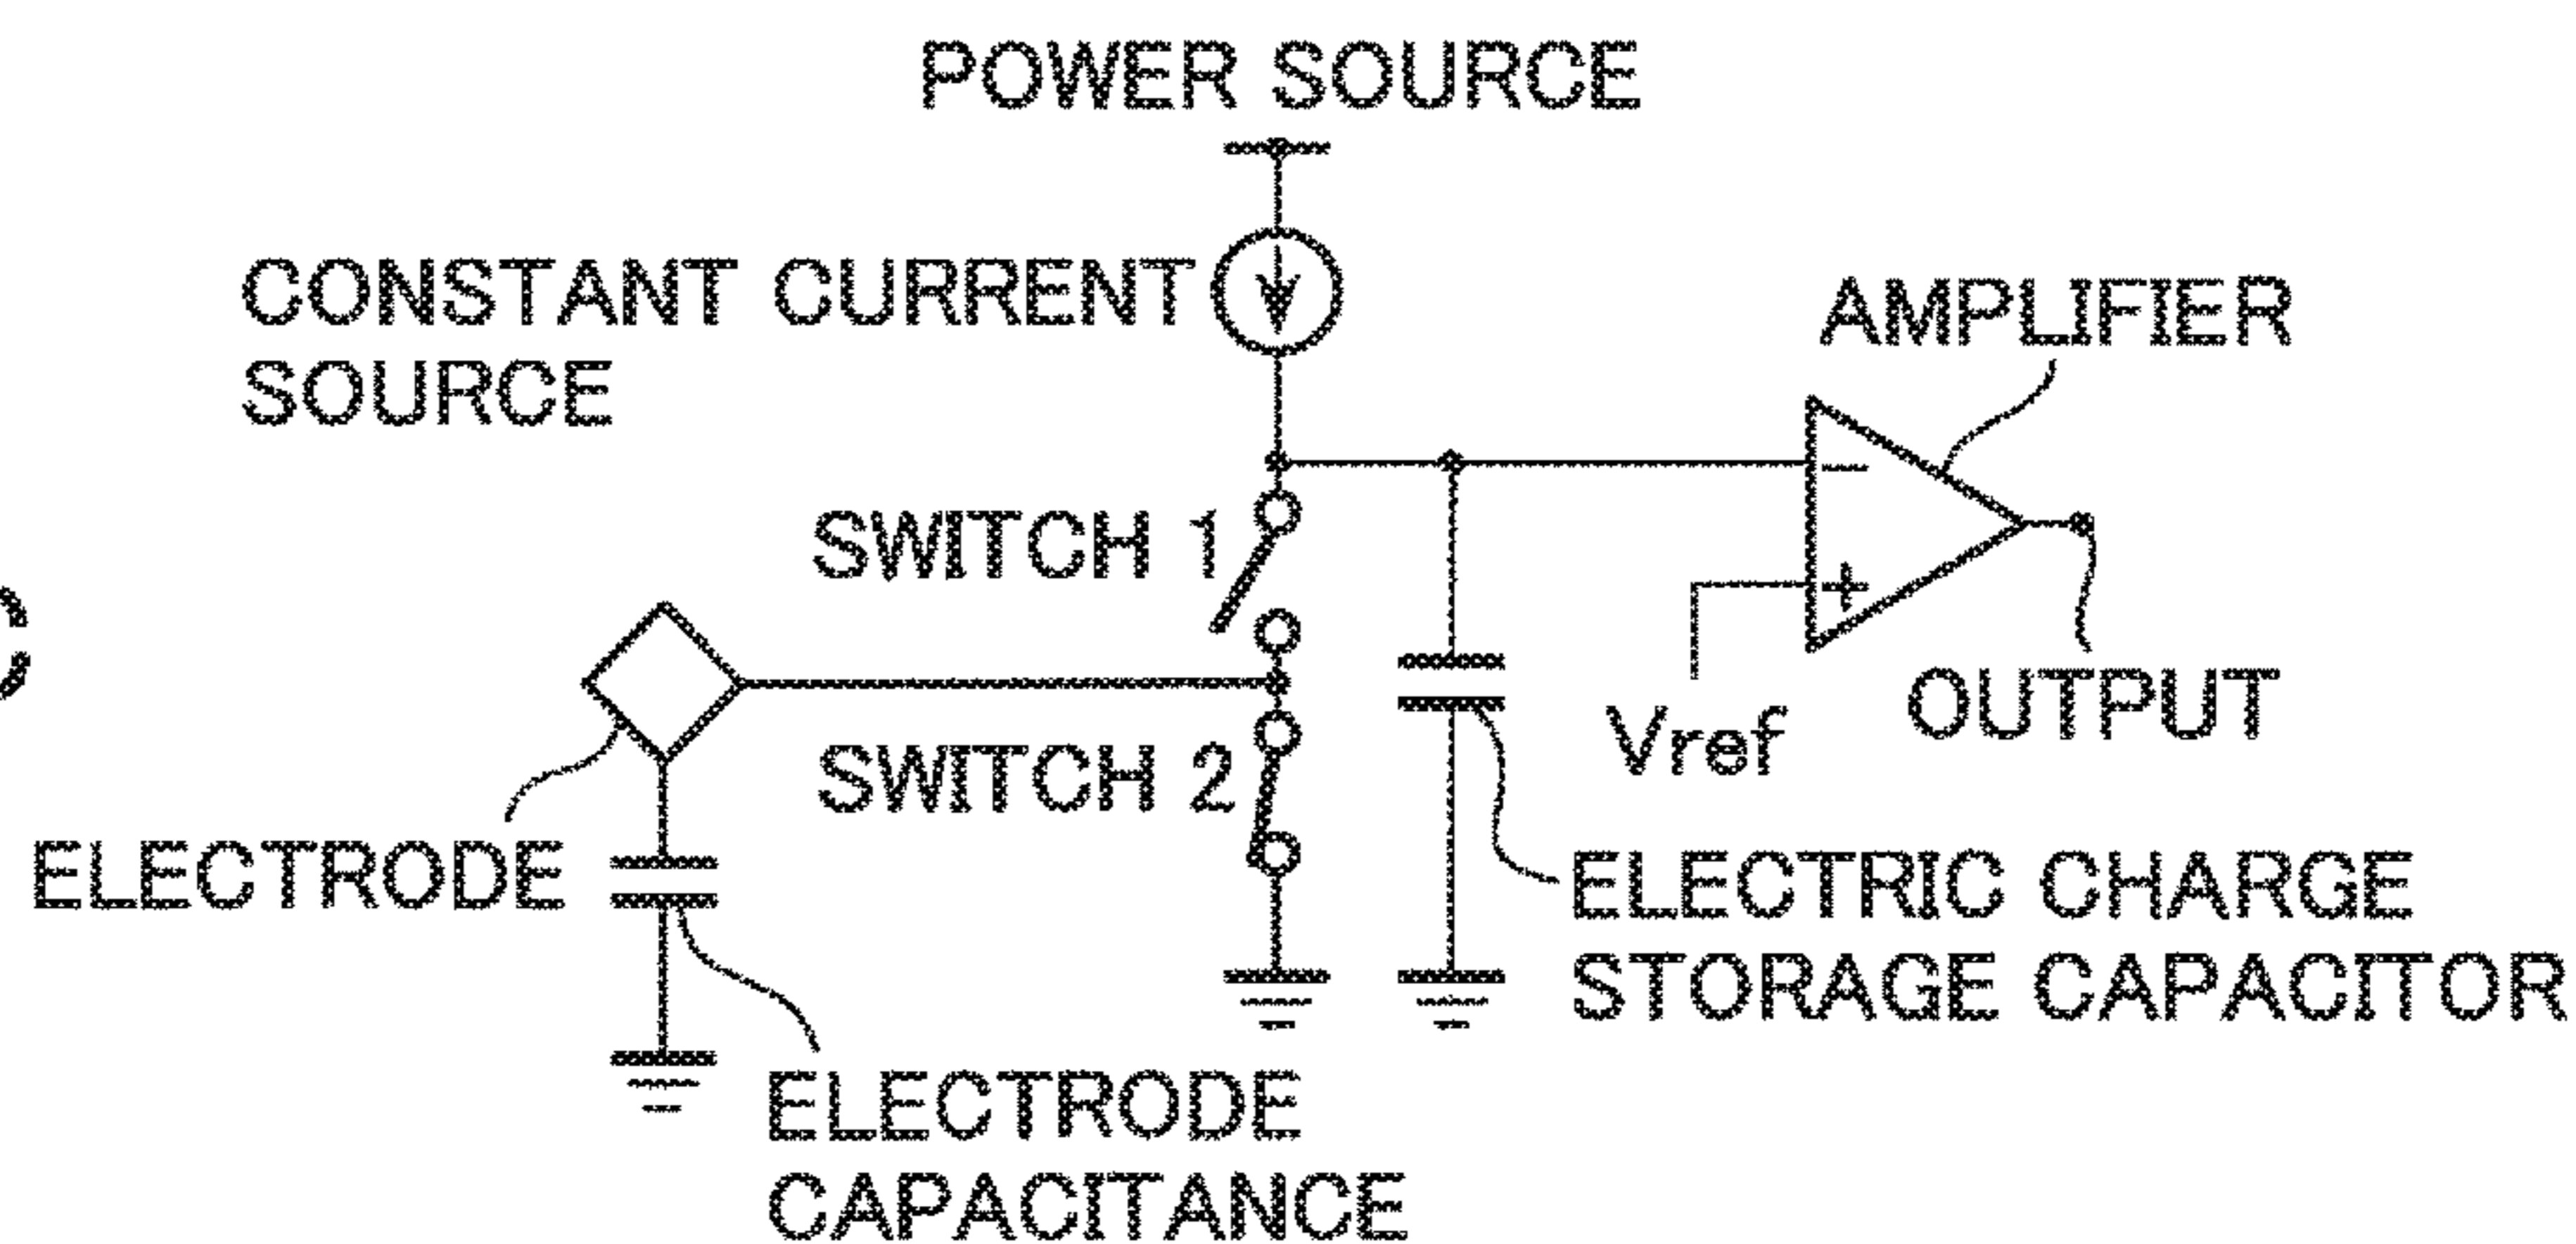 POWER SOURCE
CONSTANT CURRENT
SOURCE
AMPLIFIER
−
SWITCH 1
+
Vref
OUTPUT
SWITCH 2
ELECTRODE
ELECTRIC CHARGE
STORAGE CAPACITOR
ELECTRODE
CAPACITANCE